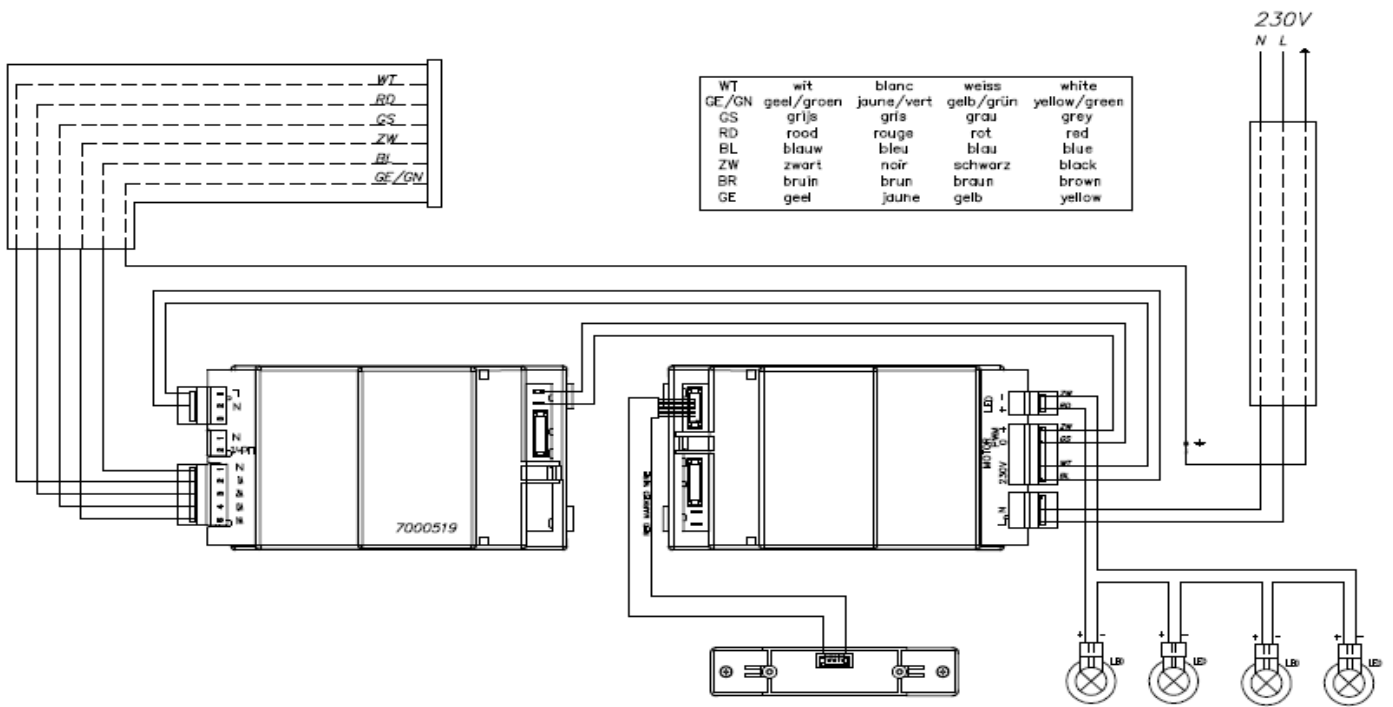 230V
N L
WT
RD
GS
ZW
BL
GE/GN
WT wit blanc weiss white
GE/GN geel/groen jaune/vert gelb/grün yellow/green
GS grijs gris grau grey
RD rood rouge rot red
BL blauw bleu blau blue
ZW zwart noir schwarz black
BR bruin brun braun brown
GE geel jaune gelb yellow
L
N
N
N
7000519
LED
- +
ZW
RD
MOTOR
PWM
0 +
230V
ZW
GS
WT
BL
N
L
+ -
LED
+ -
LED
+ -
LED
+ -
LED